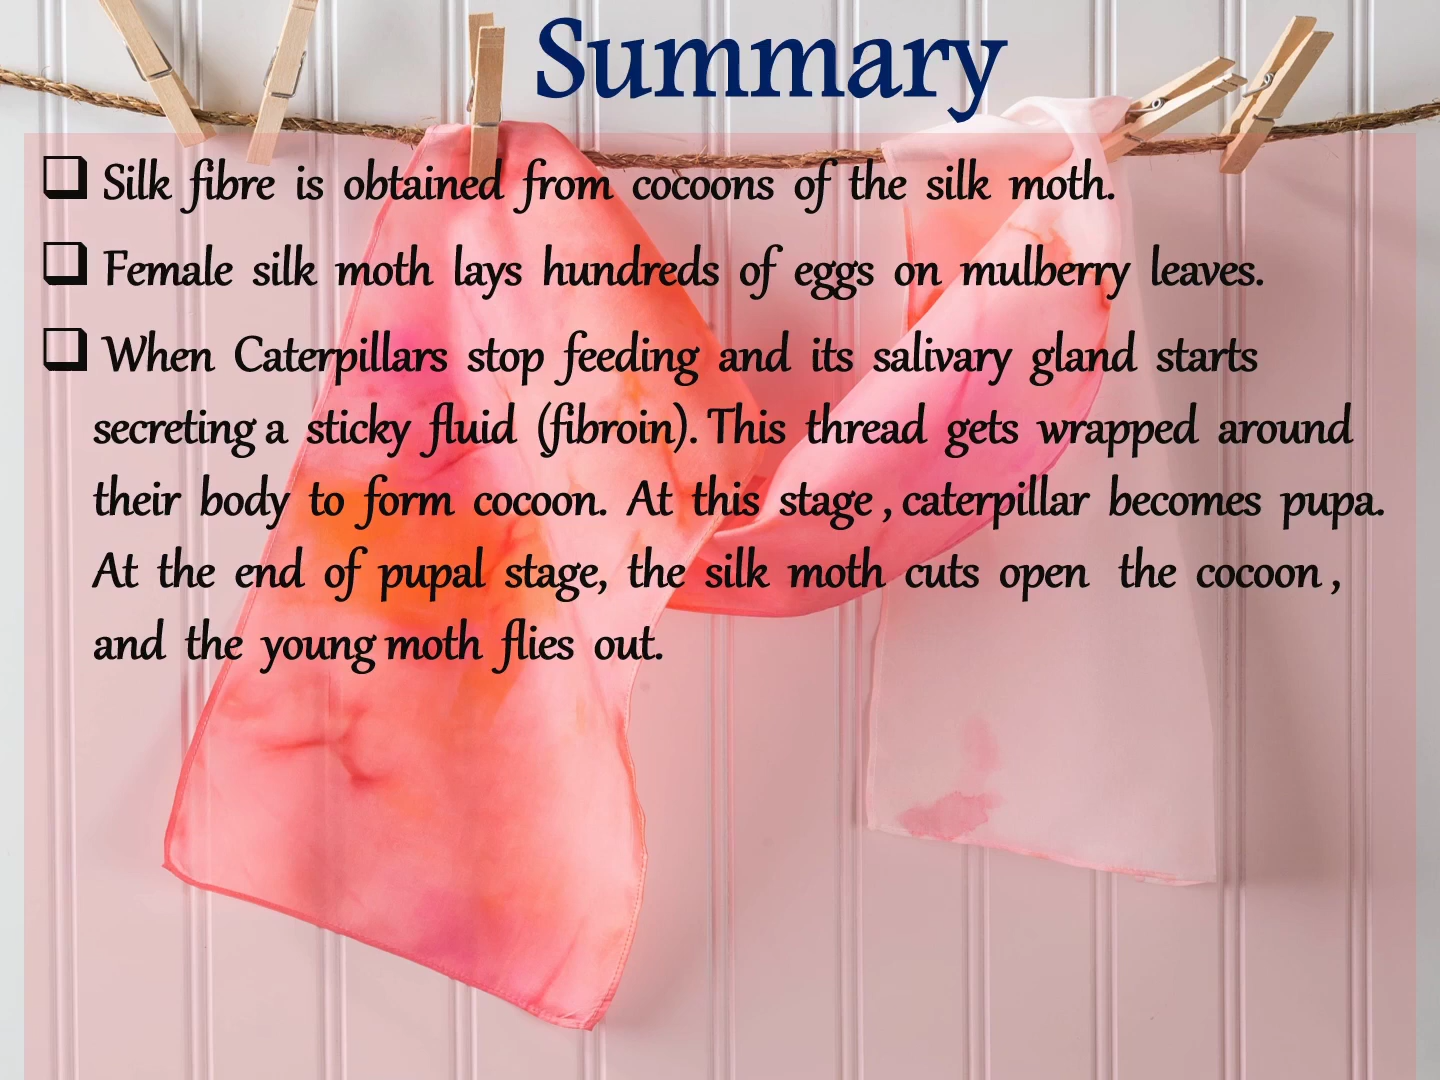 Summary
❑ Silk fibre is obtained from cocoons of the silk moth.
❑ Female silk moth lays hundreds of eggs on mulberry leaves.
❑ When Caterpillars stop feeding and its salivary gland starts
secreting a sticky fluid (fibroin). This thread gets wrapped around
their body to form cocoon. At this stage , caterpillar becomes pupa.
At the end of pupal stage, the silk moth cuts open the cocoon ,
and the young moth flies out.